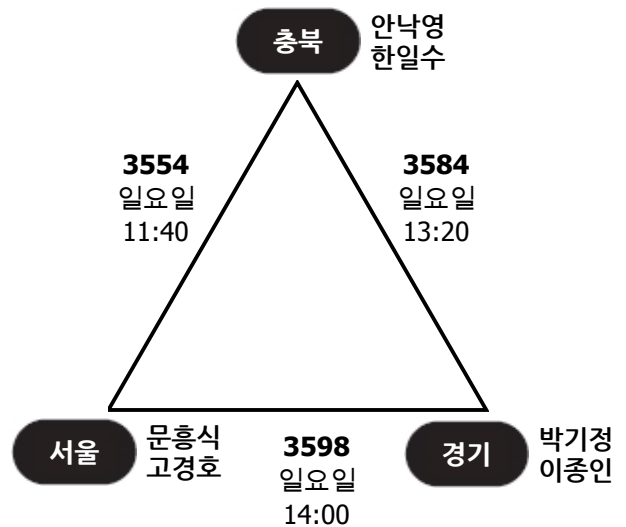 충북
안낙영
한일수
3554
일요일
11:40
3584
일요일
13:20
서울
문흥식
고경호
3598
일요일
14:00
경기
박기정
이종인